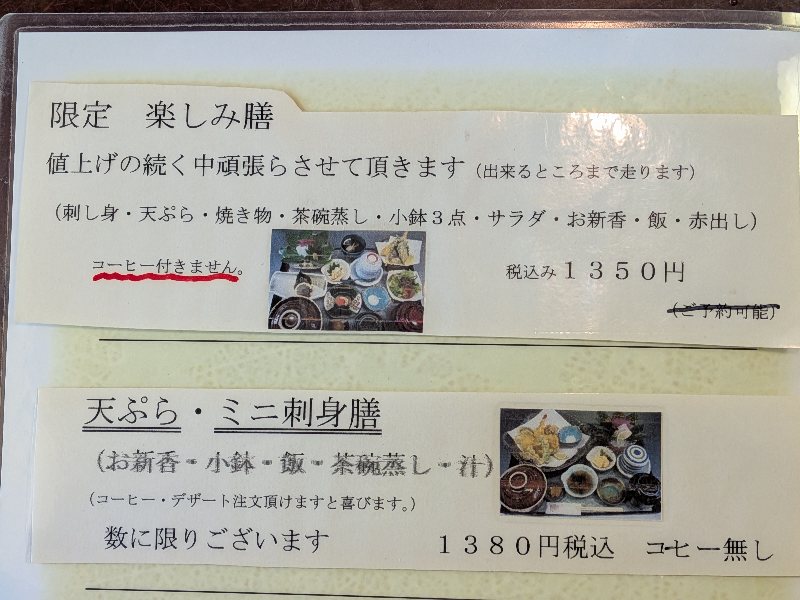 限定　楽しみ膳
値上げの続く中頑張らさせて頂きます（出来るところまで走ります）
（刺し身・天ぷら・焼き物・茶碗蒸し・小鉢３点・サラダ・お新香・飯・赤出し）
コーヒー付きません。
税込み１３５０円
（ご予約可能）
天ぷら・ミニ刺身膳
（お新香・小鉢・飯・茶碗蒸し・汁）
（コーヒー・デザート注文頂けますと喜びます。）
数に限りございます
１３８０円税込　コヒー無し